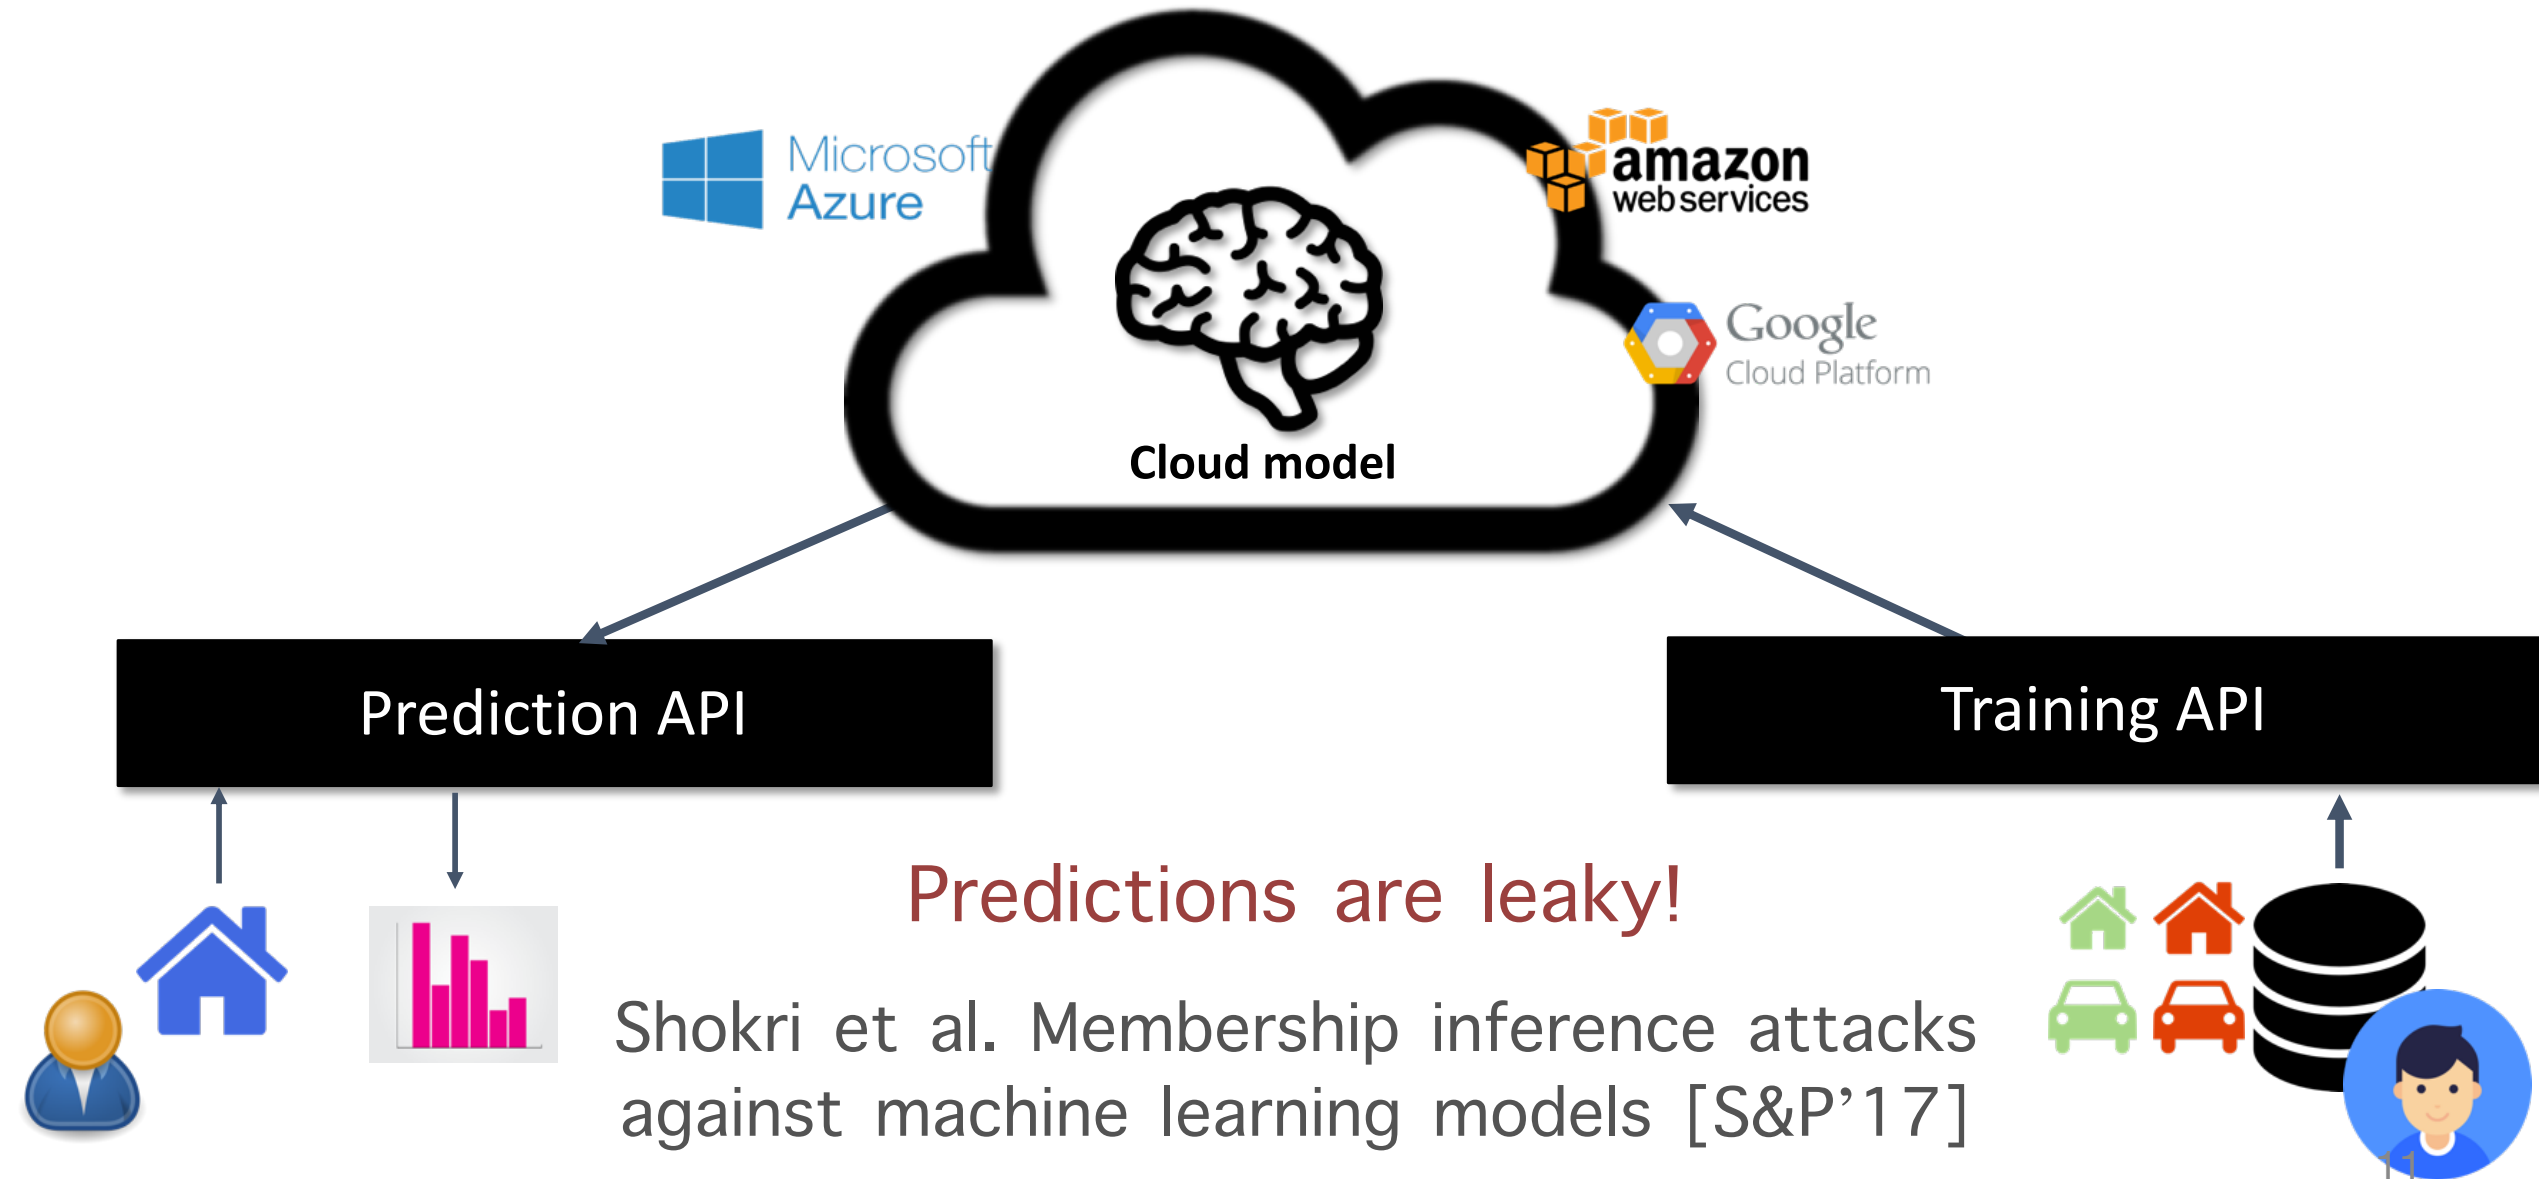 Microsoft
Azure
amazon
web services
Google
Cloud Platform
Cloud model
Prediction API
Training API
Predictions are leaky!
Shokri et al. Membership inference attacks
against machine learning models [S&P’17]
11